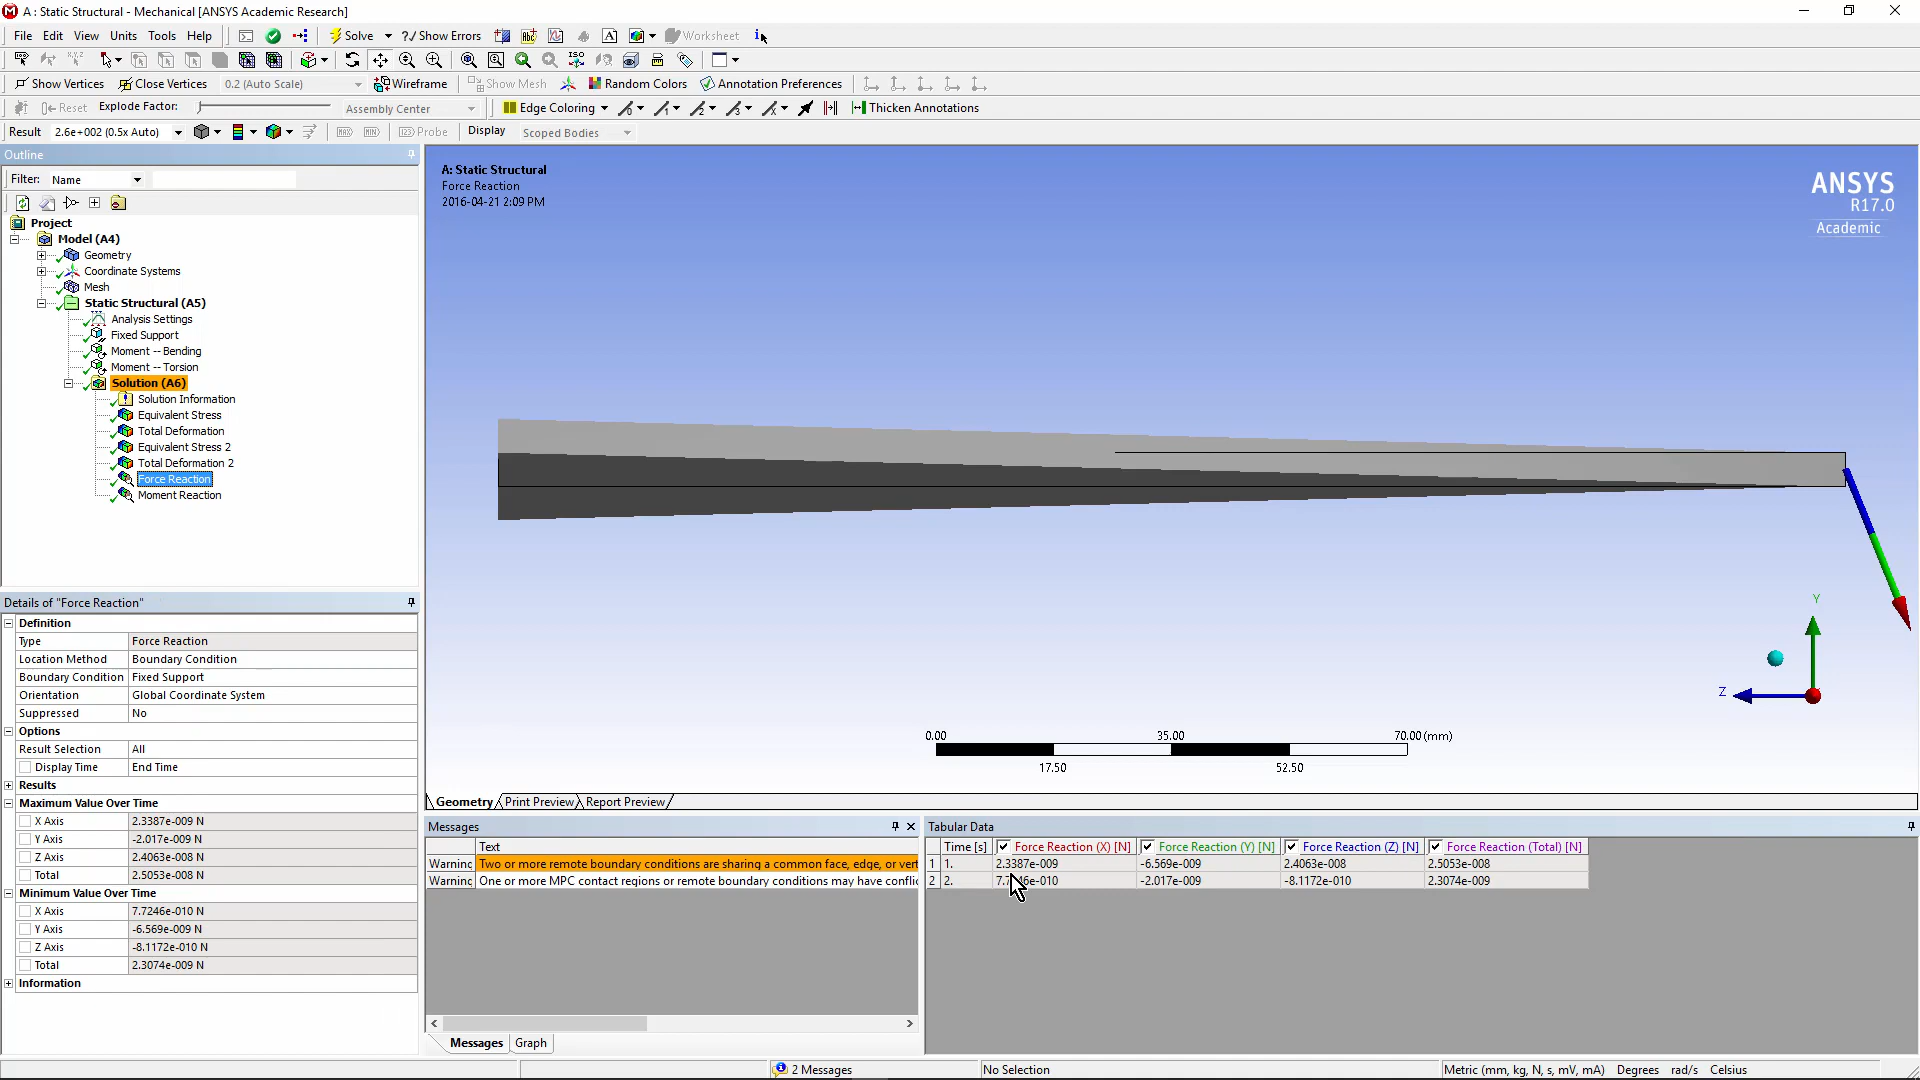 A : Static Structural - Mechanical [ANSYS Academic Research]
File Edit View Units Tools Help Solve ?/Show Errors Worksheet
Show Vertices Close Vertices 0.2 (Auto Scale) Wireframe Show Mesh Random Colors Annotation Preferences
Reset Explode Factor: Assembly Center Edge Coloring Thicken Annotations
Result 2.6e+002 (0.5x Auto) MAX MIN Probe Display Scoped Bodies
Outline
Filter: Name
Project
Model (A4)
Geometry
Coordinate Systems
Mesh
Static Structural (A5)
Analysis Settings
Fixed Support
Moment -- Bending
Moment -- Torsion
Solution (A6)
Solution Information
Equivalent Stress
Total Deformation
Equivalent Stress 2
Total Deformation 2
Force Reaction
Moment Reaction
Details of "Force Reaction"
Definition
Type Force Reaction
Location Method Boundary Condition
Boundary Condition Fixed Support
Orientation Global Coordinate System
Suppressed No
Options
Result Selection All
Display Time End Time
Results
Maximum Value Over Time
X Axis 2.3387e-009 N
Y Axis -2.017e-009 N
Z Axis 2.4063e-008 N
Total 2.5053e-008 N
Minimum Value Over Time
X Axis 7.7246e-010 N
Y Axis -6.569e-009 N
Z Axis -8.1172e-010 N
Total 2.3074e-009 N
Information
A: Static Structural
Force Reaction
2016-04-21 2:09 PM
ANSYS
R17.0
Academic
Y
Z
0.00 35.00 70.00 (mm)
17.50 52.50
Geometry Print Preview Report Preview
Messages
Text
Warning Two or more remote boundary conditions are sharing a common face, edge, or vert
Warning One or more MPC contact regions or remote boundary conditions may have conflic
Messages Graph
Tabular Data
Time [s] Force Reaction (X) [N] Force Reaction (Y) [N] Force Reaction (Z) [N] Force Reaction (Total) [N]
1 1. 2.3387e-009 -6.569e-009 2.4063e-008 2.5053e-008
2 2. -2.017e-009 -8.1172e-010 2.3074e-009
2 Messages No Selection Metric (mm, kg, N, s, mV, mA) Degrees rad/s Celsius